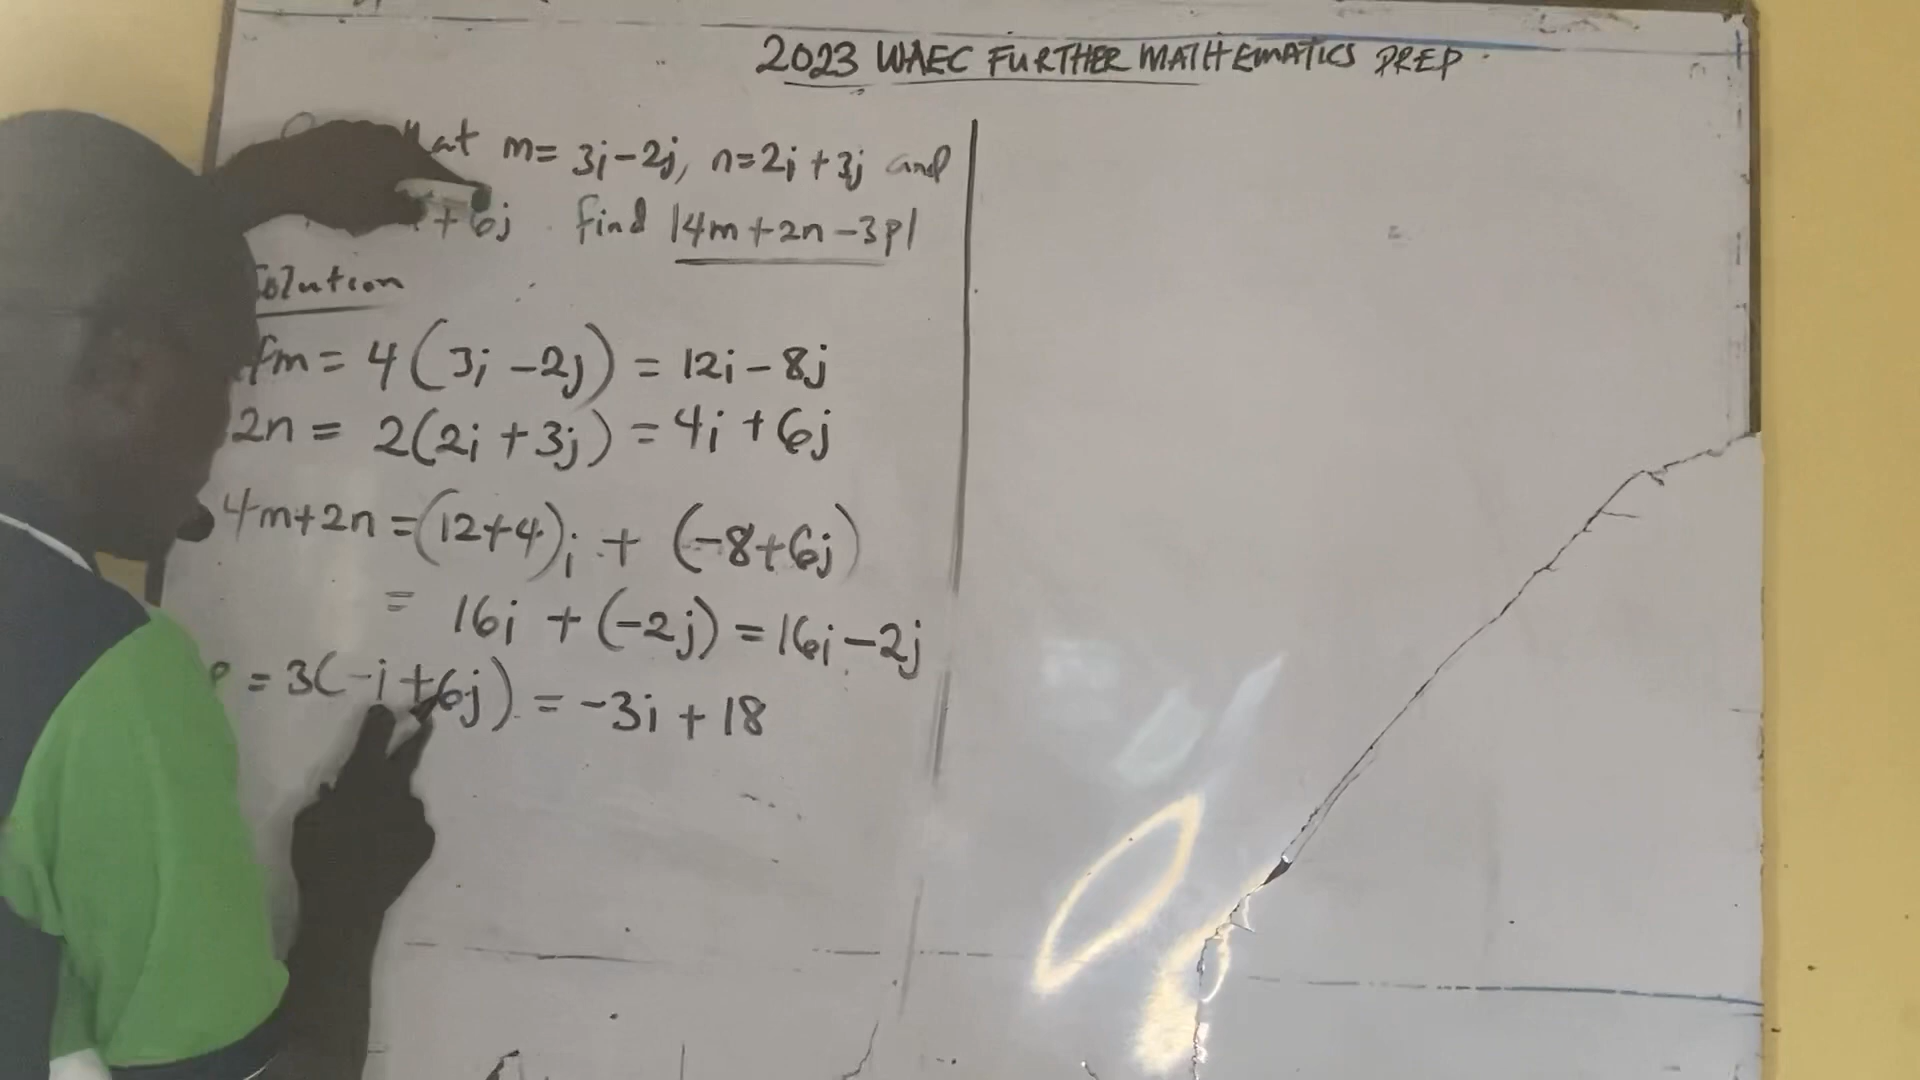 2023 WAEC FURTHER MATHEMATICS PREP
m= 3i-2j, n=2i+3j and
+6j. Find |4m+2n-3p|
Solution
m= 4(3i -2j) = 12i-8j
2n = 2(2i+3j) = 4i+6j
4m+2n =(12+4)i + (-8+6j)
= 16i +(-2j) =16i-2j
= 3(-i+6j) = -3i+18